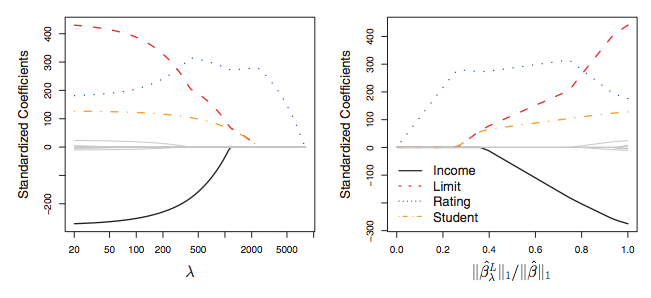 Standardized Coefficients
400
300
200
100
0
−200
20 50 100 200 500 2000 5000
λ
Standardized Coefficients
400
300
200
100
0
−100
−300
Income
Limit
Rating
Student
0.0 0.2 0.4 0.6 0.8 1.0
‖β̂λL‖1/‖β̂‖1